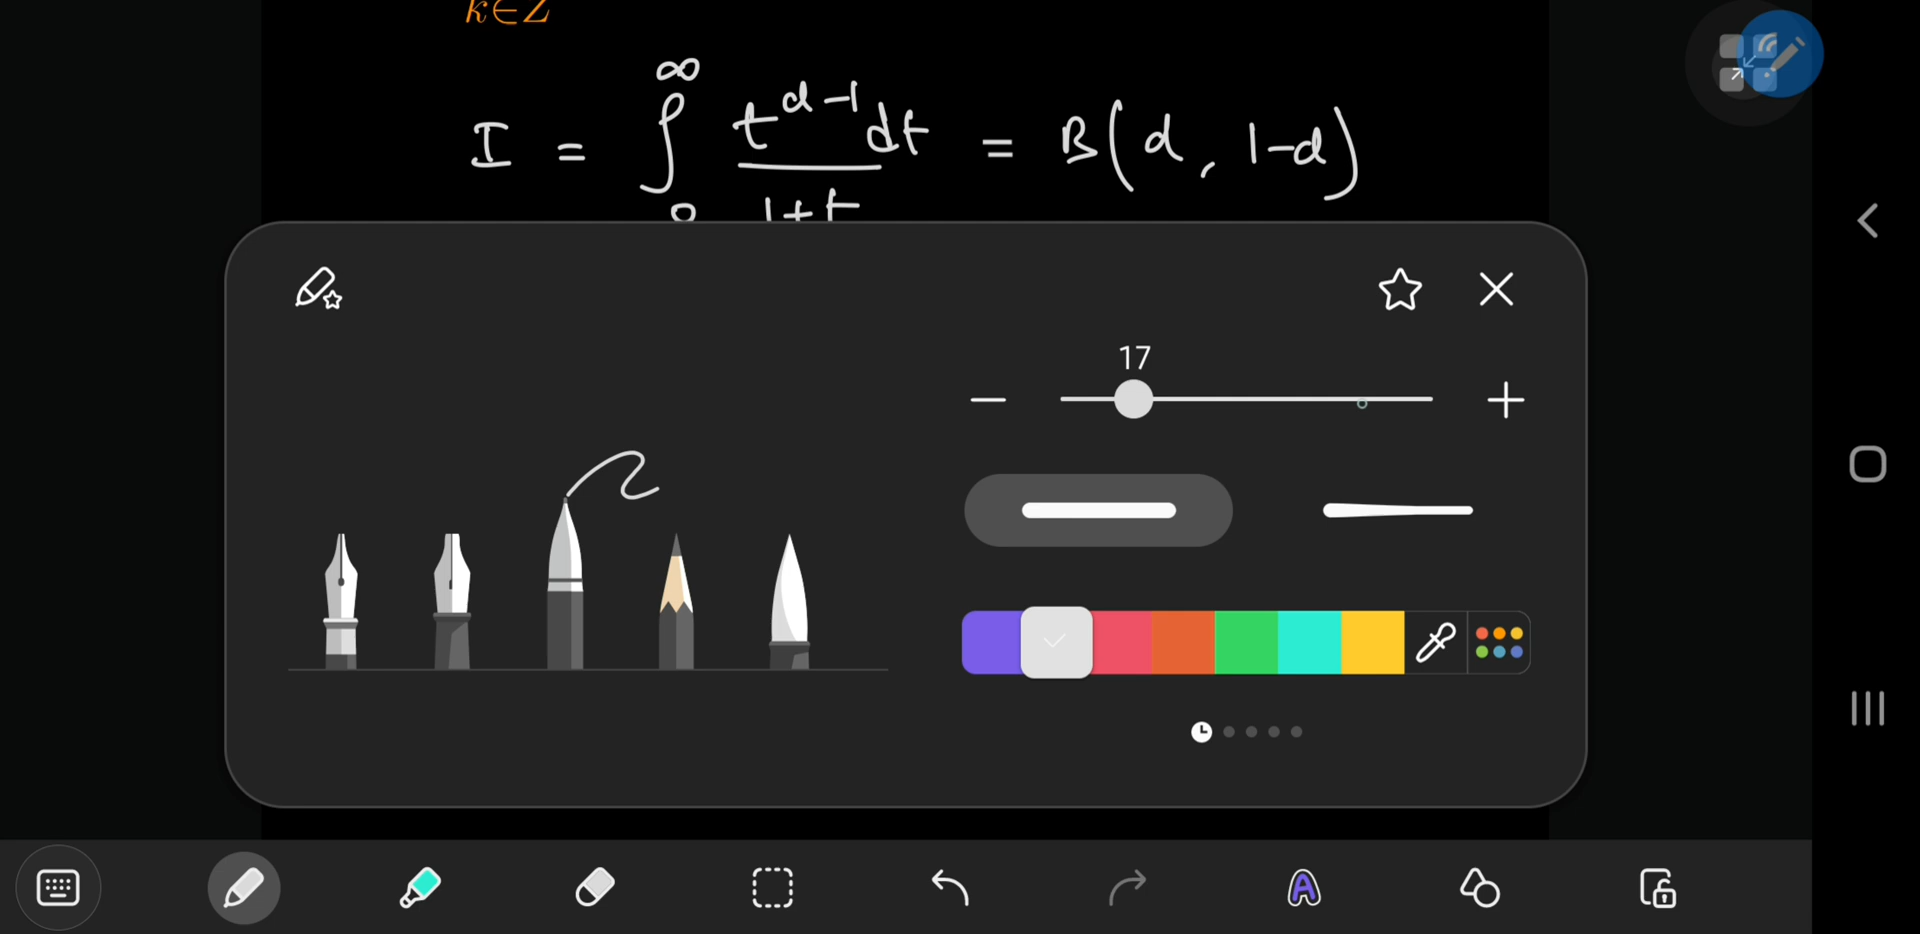 k∈Z
I = ∫₀^∞ t^{d-1}dt / 1+t = B(d, 1-d)
17
A